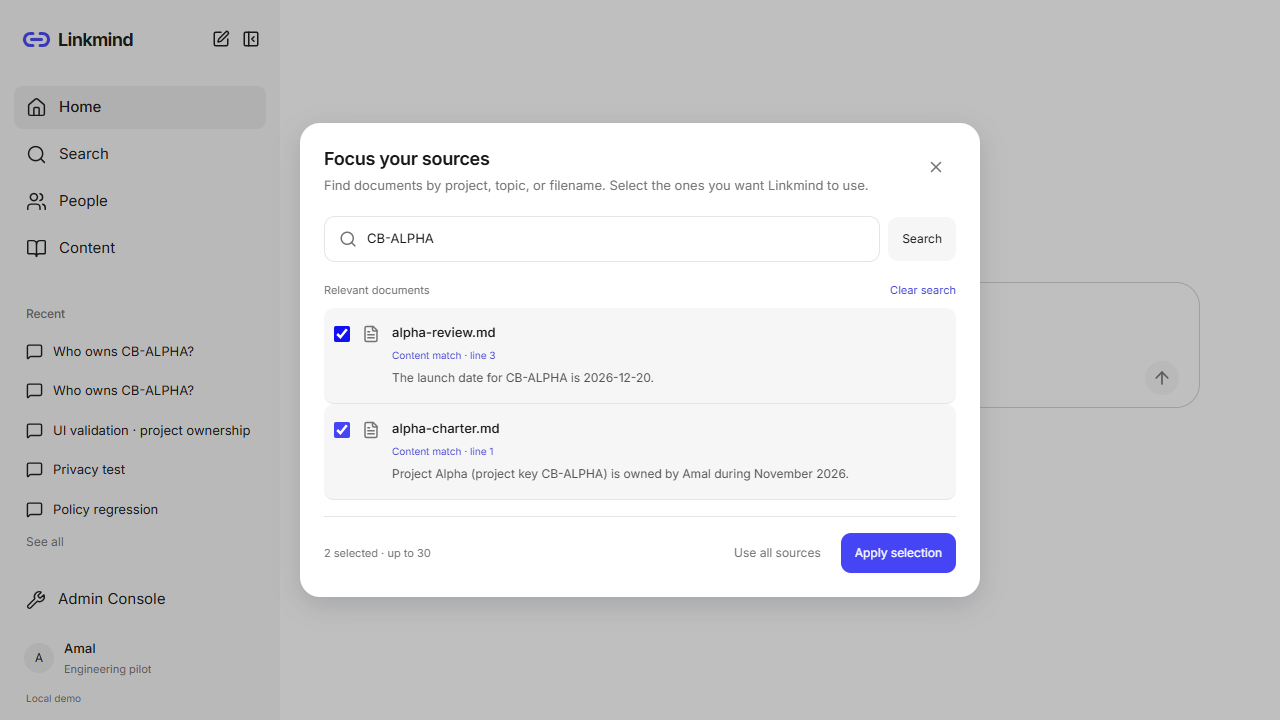 Linkmind
Home
Search
People
Content
Recent
Who owns CB-ALPHA?
Who owns CB-ALPHA?
UI validation · project ownership
Privacy test
Policy regression
See all
Admin Console
A
Amal
Engineering pilot
Local demo
Focus your sources
Find documents by project, topic, or filename. Select the ones you want Linkmind to use.
CB-ALPHA
Search
Relevant documents
Clear search
alpha-review.md
Content match · line 3
The launch date for CB-ALPHA is 2026-12-20.
alpha-charter.md
Content match · line 1
Project Alpha (project key CB-ALPHA) is owned by Amal during November 2026.
2 selected · up to 30
Use all sources
Apply selection